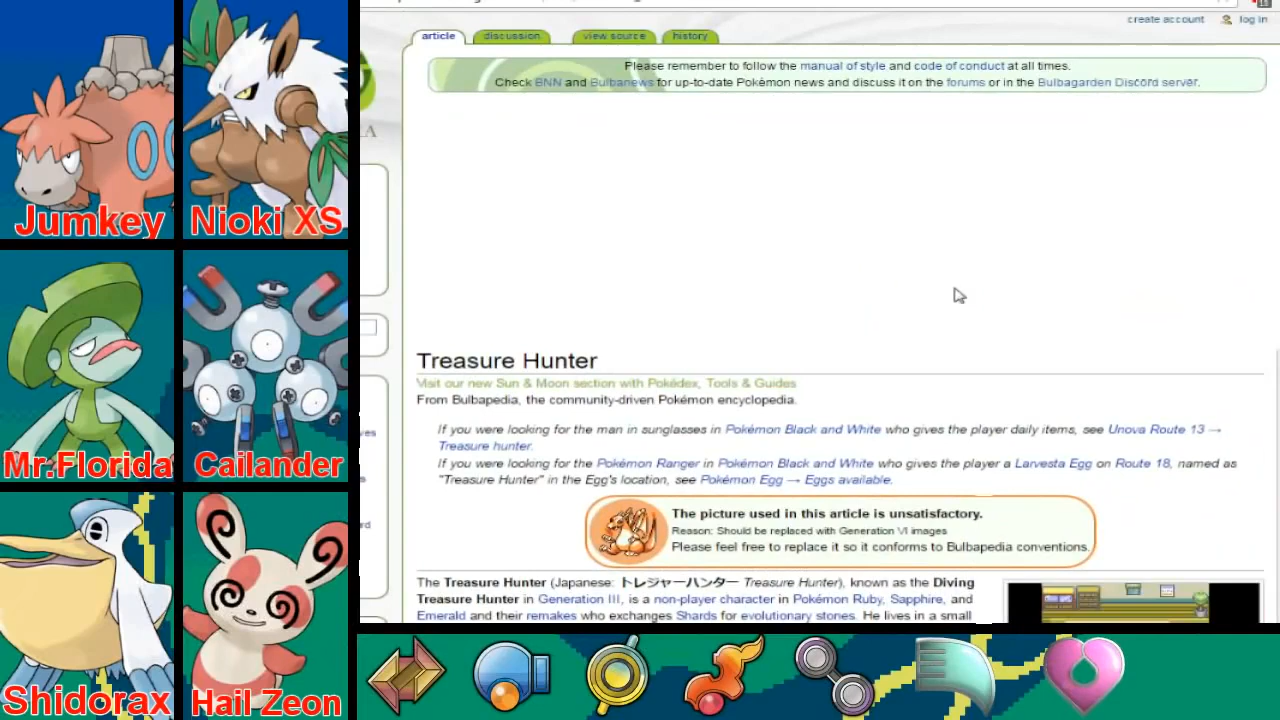 create account
log in
article
discussion
view source
history
Please remember to follow the manual of style and code of conduct at all times.
Check BNN and Bulbanews for up-to-date Pokémon news and discuss it on the forums or in the Bulbagarden Discord server.
Treasure Hunter
Visit our new Sun & Moon section with Pokédex, Tools & Guides
From Bulbapedia, the community-driven Pokémon encyclopedia.
If you were looking for the man in sunglasses in Pokémon Black and White who gives the player daily items, see Unova Route 13 →
Treasure hunter.
If you were looking for the Pokémon Ranger in Pokémon Black and White who gives the player a Larvesta Egg on Route 18, named as
"Treasure Hunter" in the Egg's location, see Pokémon Egg → Eggs available.
The picture used in this article is unsatisfactory.
Reason: Should be replaced with Generation VI images
Please feel free to replace it so it conforms to Bulbapedia conventions.
The Treasure Hunter (Japanese: トレジャーハンター Treasure Hunter), known as the Diving
Treasure Hunter in Generation III, is a non-player character in Pokémon Ruby, Sapphire, and
Emerald and their remakes who exchanges Shards for evolutionary stones. He lives in a small
Jumkey
Nioki XS
Mr.Florida
Cailander
Shidorax
Hail Zeon